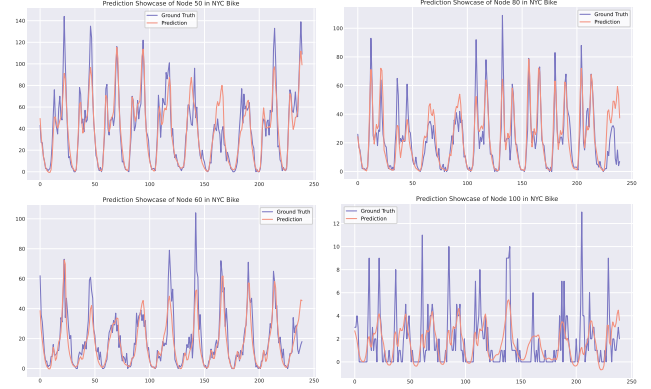 Prediction Showcase of Node 50 in NYC Bike
Ground Truth
Prediction
140
120
100
80
60
40
20
0
0 50 100 150 200 250
Prediction Showcase of Node 80 in NYC Bike
Ground Truth
Prediction
100
80
60
40
20
0
0 50 100 150 200 250
Prediction Showcase of Node 60 in NYC Bike
Ground Truth
Prediction
100
80
60
40
20
0
0 50 100 150 200 250
Prediction Showcase of Node 100 in NYC Bike
Ground Truth
Prediction
12
10
8
6
4
2
0
0 50 100 150 200 250